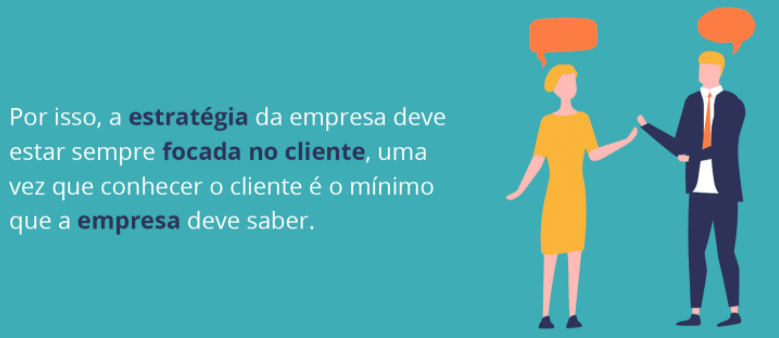 Por isso, a estratégia da empresa deve
estar sempre focada no cliente, uma
vez que conhecer o cliente é o mínimo
que a empresa deve saber.